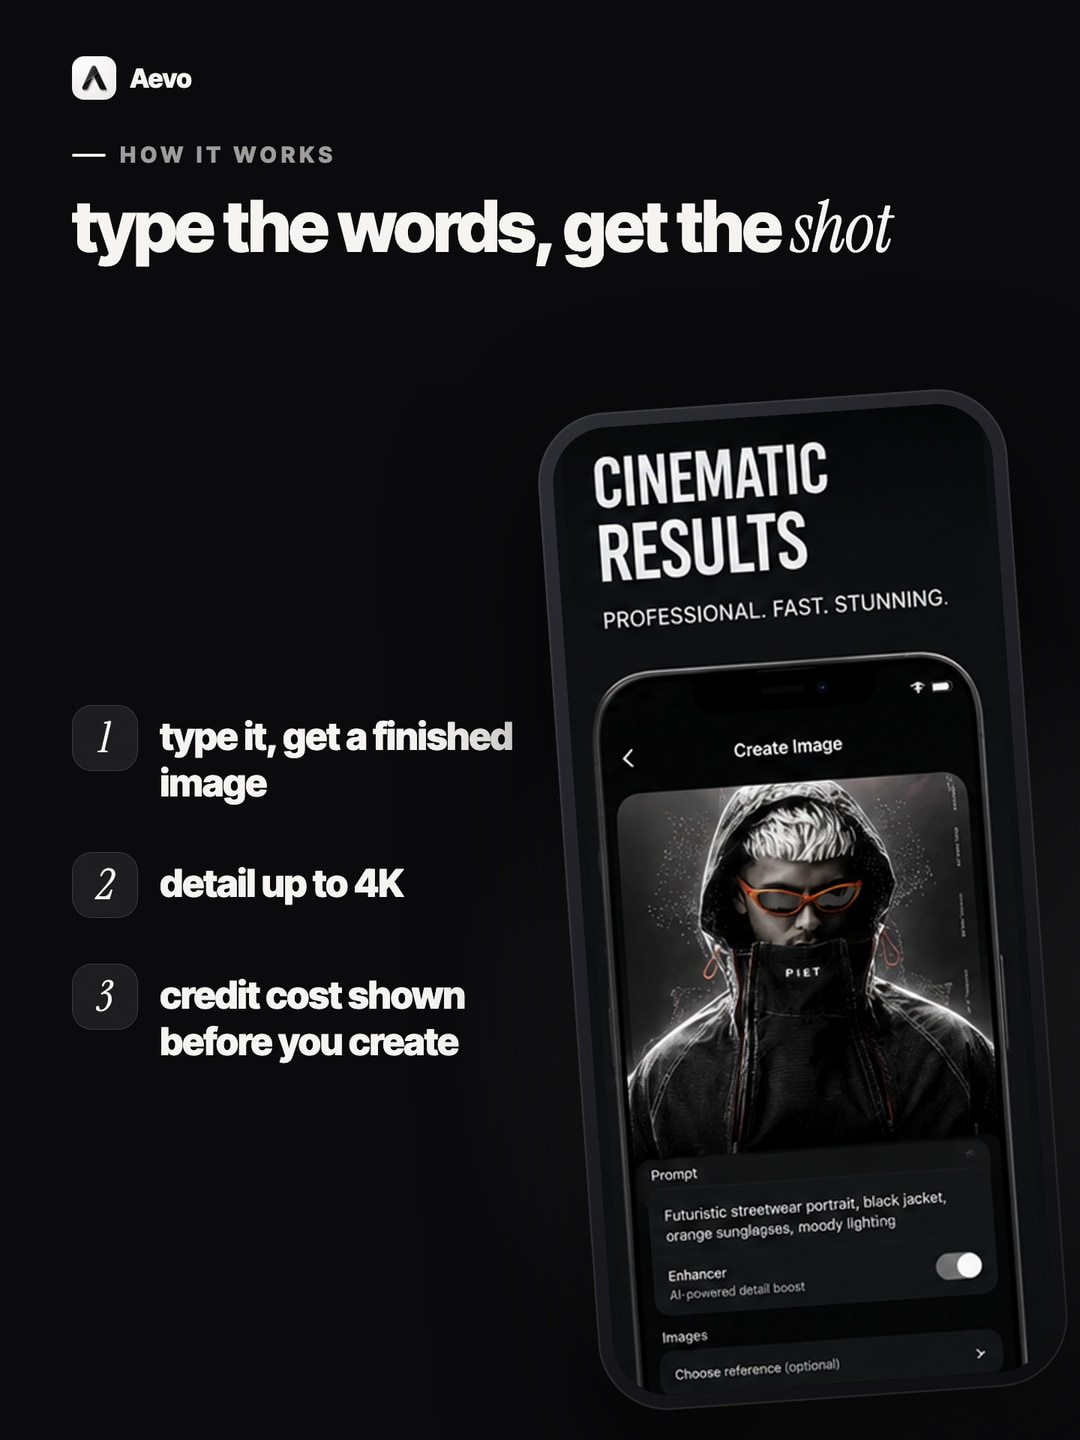 Aevo
HOW IT WORKS
type the words, get the shot
1
type it, get a finished
image
2
detail up to 4K
3
credit cost shown
before you create
CINEMATIC
RESULTS
PROFESSIONAL. FAST. STUNNING.
Create Image
PIET
Prompt
Futuristic streetwear portrait, black jacket,
orange sunglasses, moody lighting
Enhancer
AI-powered detail boost
Images
Choose reference (optional)